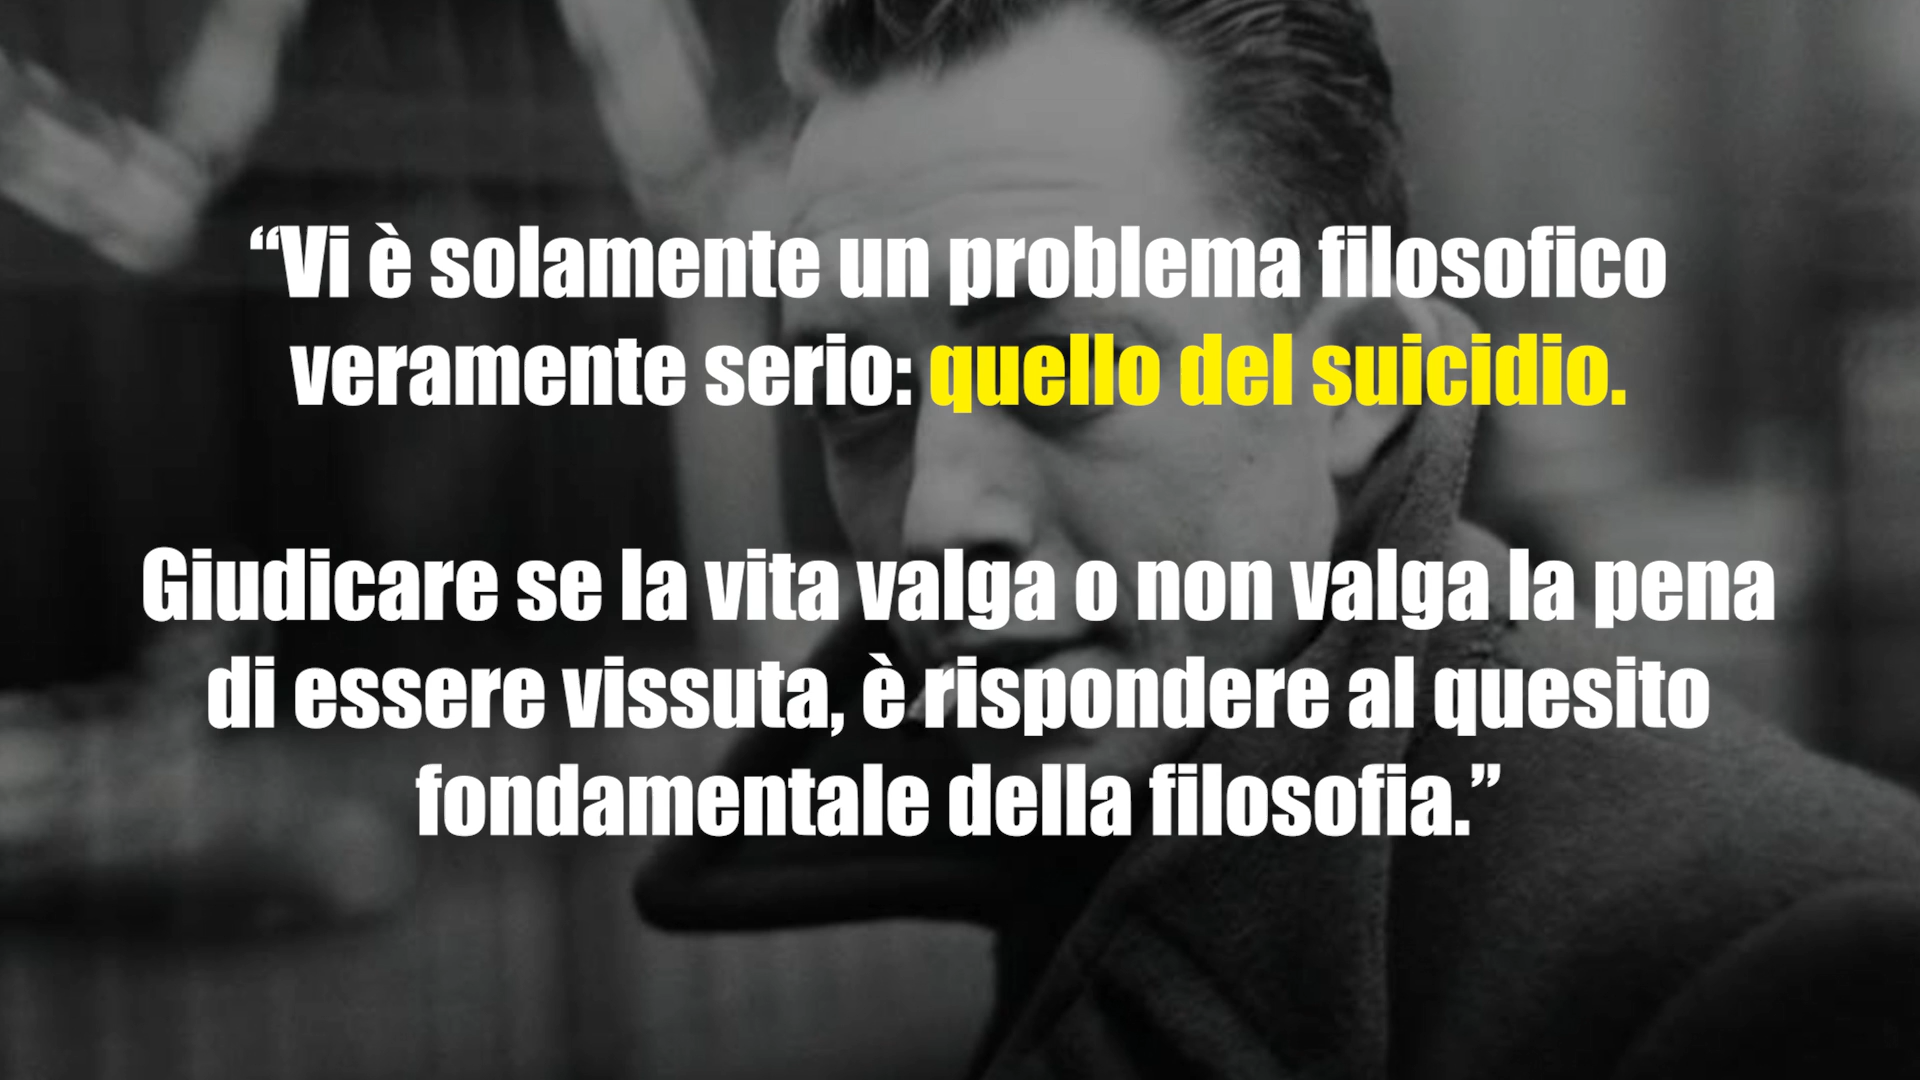 “Vi è solamente un problema filosofico
veramente serio: quello del suicidio.
Giudicare se la vita valga o non valga la pena
di essere vissuta, è rispondere al quesito
fondamentale della filosofia.”